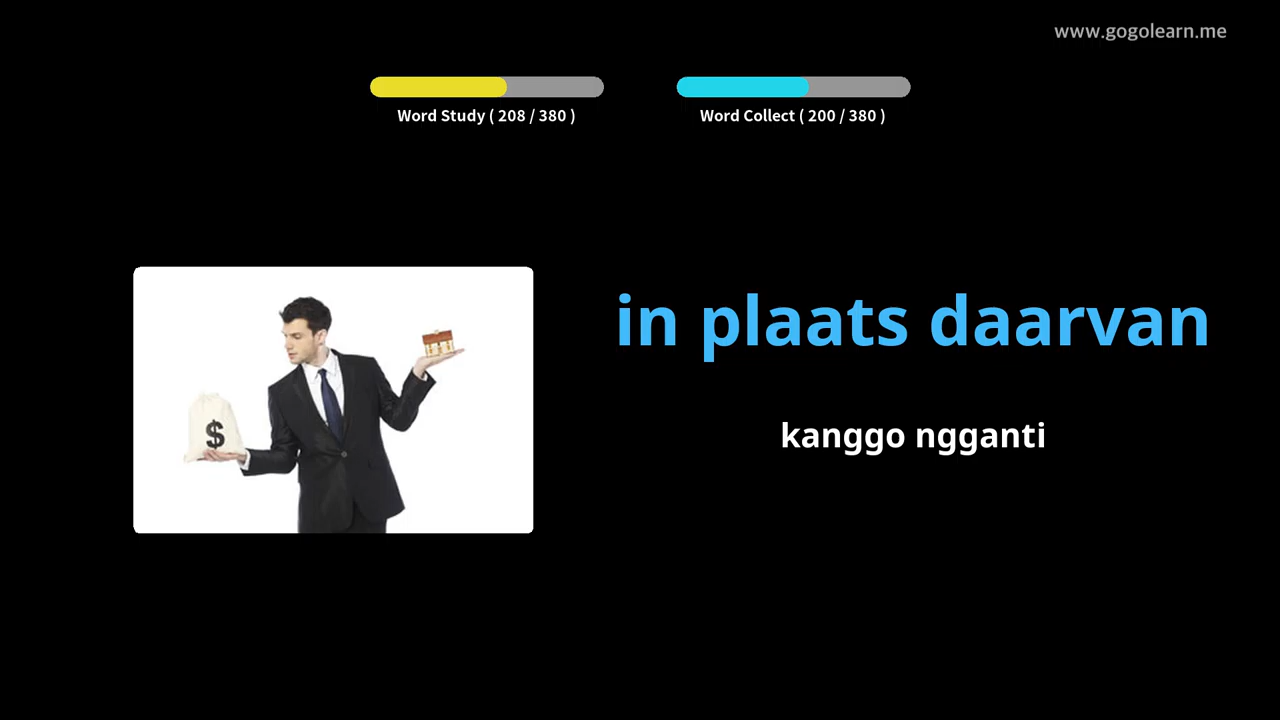 www.gogolearn.me
Word Study ( 208 / 380 )
Word Collect ( 200 / 380 )
in plaats daarvan
kanggo ngganti
$